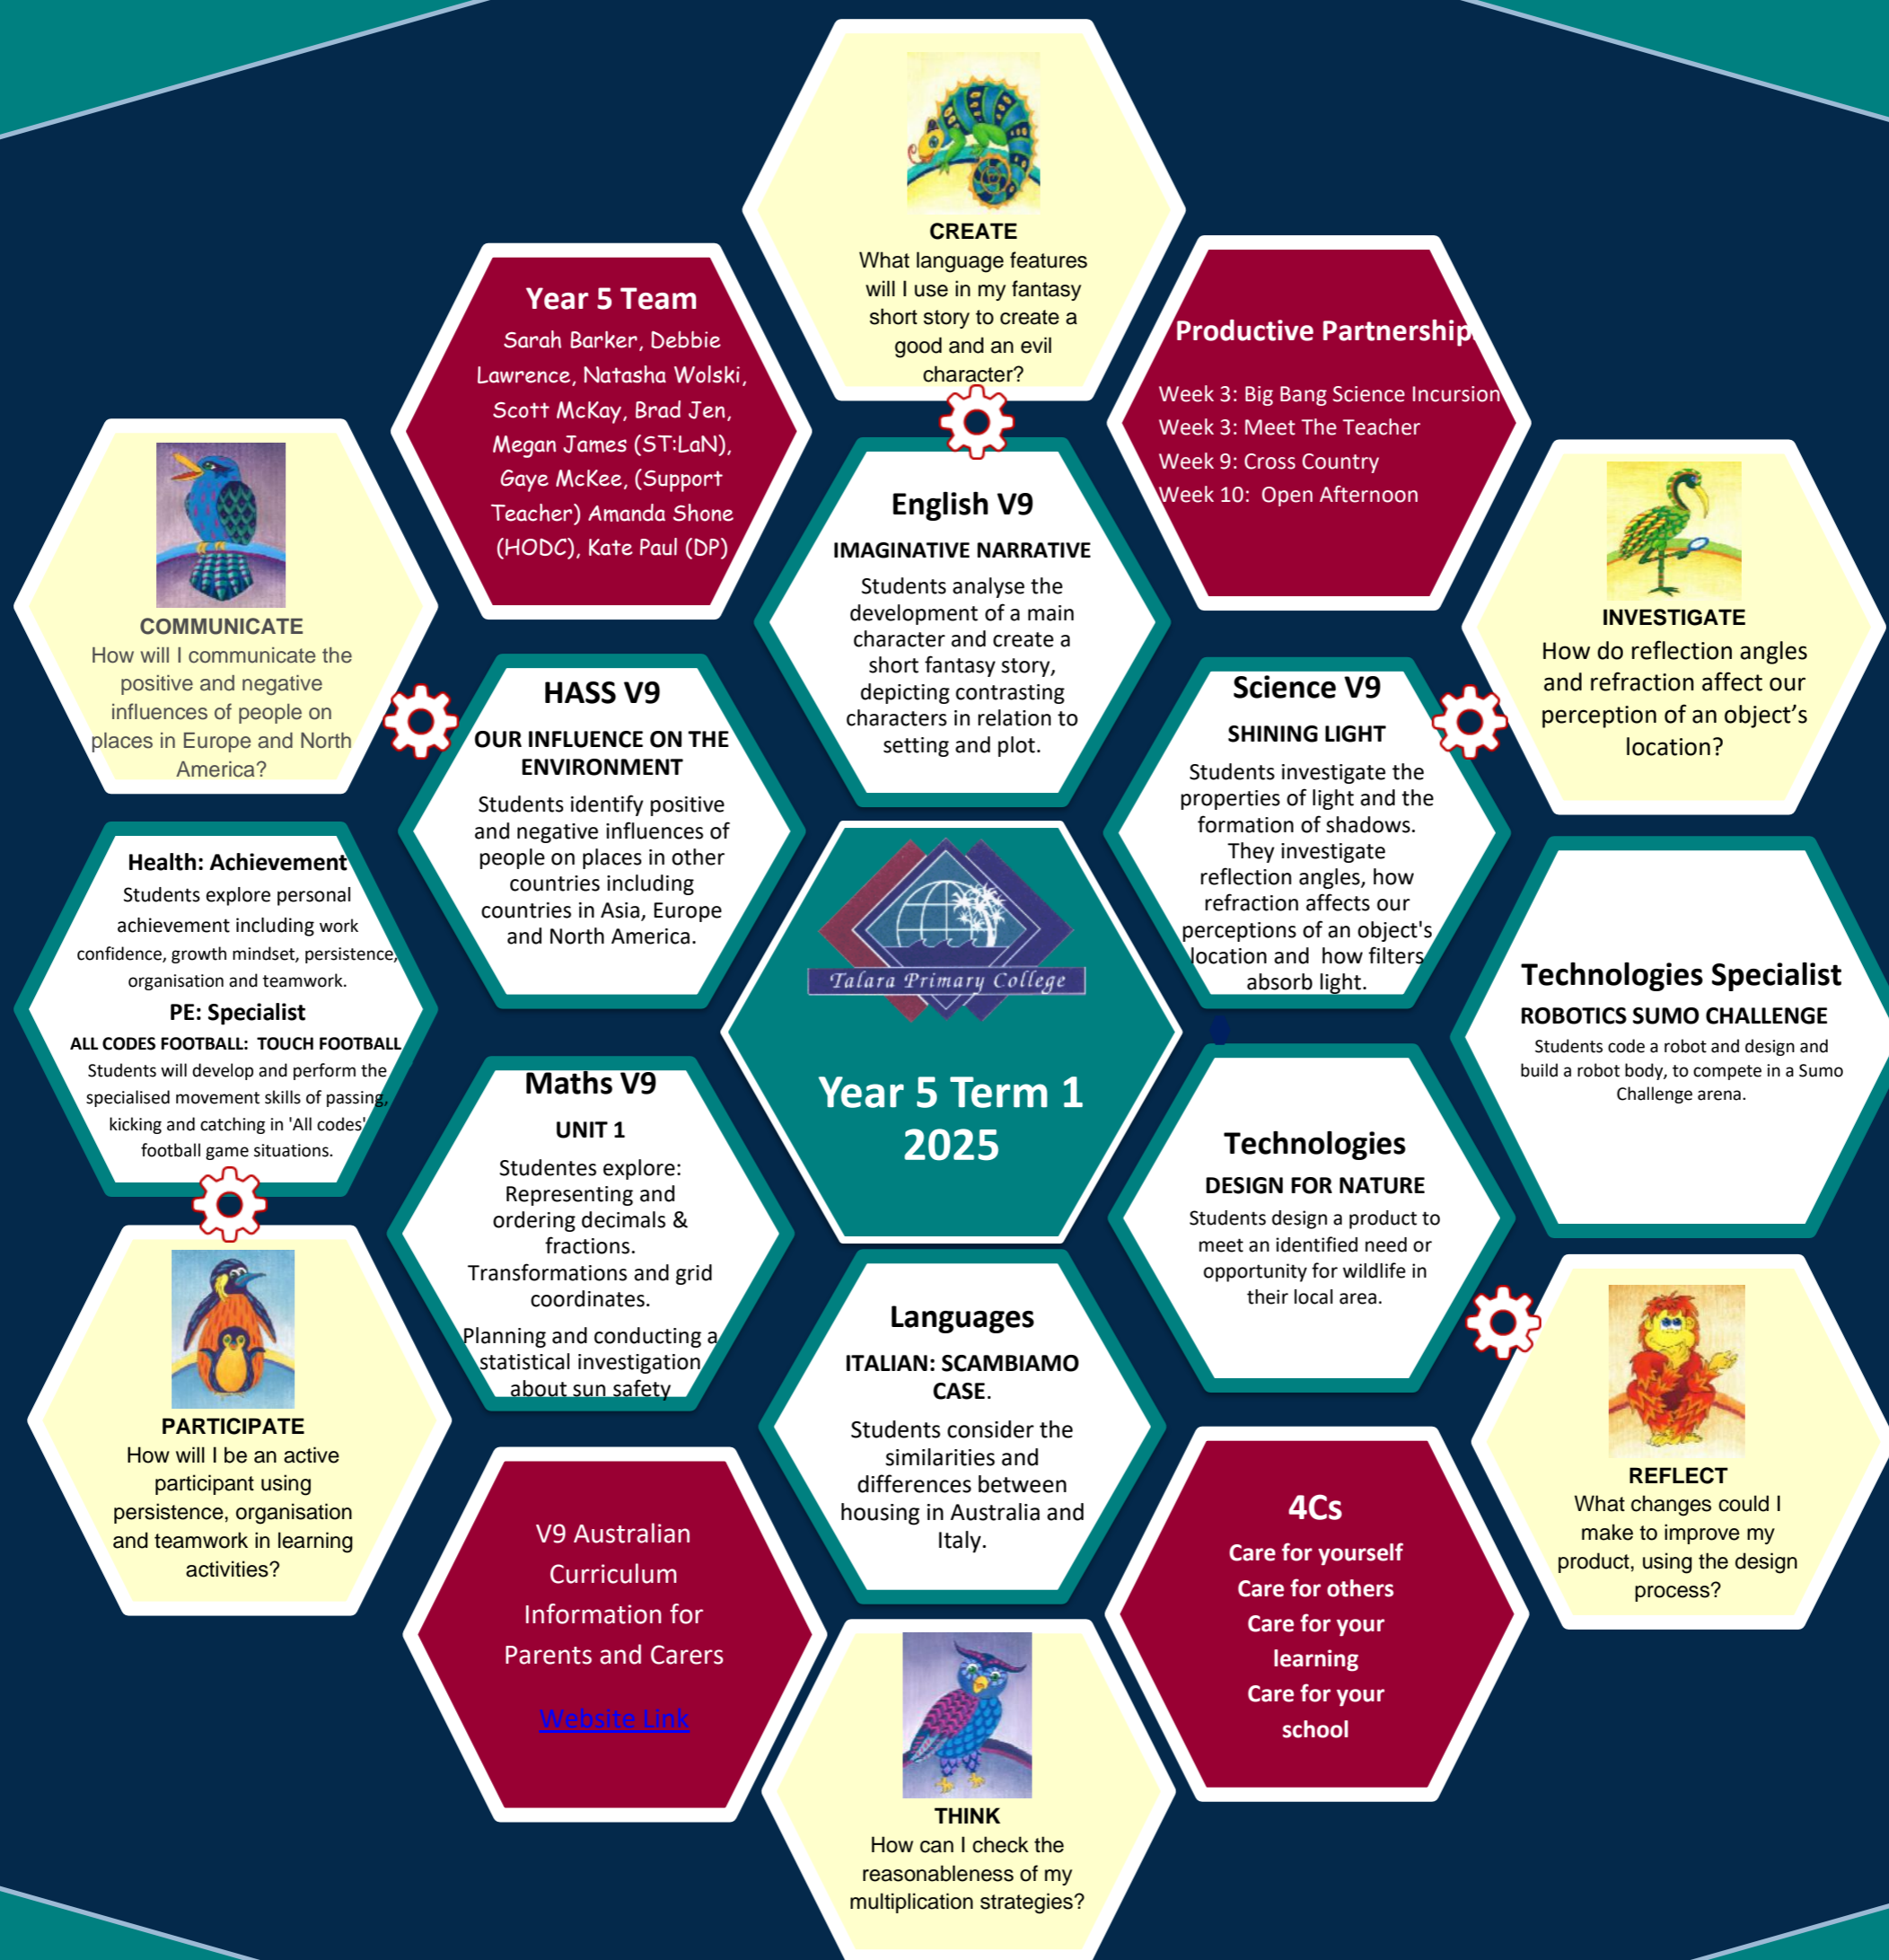 CREATE
What language features
will I use in my fantasy
short story to create a
good and an evil
character?
Year 5 Team
Sarah Barker, Debbie
Lawrence, Natasha Wolski,
Scott McKay, Brad Jen,
Megan James (ST:LaN),
Gaye McKee, (Support
Teacher) Amanda Shone
(HODC), Kate Paul (DP)
Productive Partnership
Week 3: Big Bang Science Incursion
Week 3: Meet The Teacher
Week 9: Cross Country
Week 10:  Open Afternoon
COMMUNICATE
How will I communicate the
positive and negative
influences of people on
places in Europe and North
America?
English V9
IMAGINATIVE NARRATIVE
Students analyse the
development of a main
character and create a
short fantasy story,
depicting contrasting
characters in relation to
setting and plot.
INVESTIGATE
How do reflection angles
and refraction affect our
perception of an object’s
location?
HASS V9
OUR INFLUENCE ON THE
ENVIRONMENT
Students identify positive
and negative influences of
people on places in other
countries including
countries in Asia, Europe
and North America.
Science V9
SHINING LIGHT
Students investigate the
properties of light and the
formation of shadows.
They investigate
reflection angles, how
refraction affects our
perceptions of an object's
location and  how filters
absorb light.
Health: Achievement
Students explore personal
achievement including work
confidence, growth mindset, persistence,
organisation and teamwork.
PE: Specialist
ALL CODES FOOTBALL:  TOUCH FOOTBALL
Students will develop and perform the
specialised movement skills of passing,
kicking and catching in 'All codes'
football game situations.
Talara Primary College
Year 5 Term 1
2025
Technologies Specialist
ROBOTICS SUMO CHALLENGE
Students code a robot and design and
build a robot body, to compete in a Sumo
Challenge arena.
Maths V9
UNIT 1
Studentes explore:
Representing and
ordering decimals &
fractions.
Transformations and grid
coordinates.
Planning and conducting a
statistical investigation
about sun safety
Technologies
DESIGN FOR NATURE
Students design a product to
meet an identified need or
opportunity for wildlife in
their local area.
PARTICIPATE
How will I be an active
participant using
persistence, organisation
and teamwork in learning
activities?
Languages
ITALIAN: SCAMBIAMO
CASE.
Students consider the
similarities and
differences between
housing in Australia and
Italy.
REFLECT
What changes could I
make to improve my
product, using the design
process?
V9 Australian
Curriculum
Information for
Parents and Carers
Website Link
4Cs
Care for yourself
Care for others
Care for your
learning
Care for your
school
THINK
How can I check the
reasonableness of my
multiplication strategies?